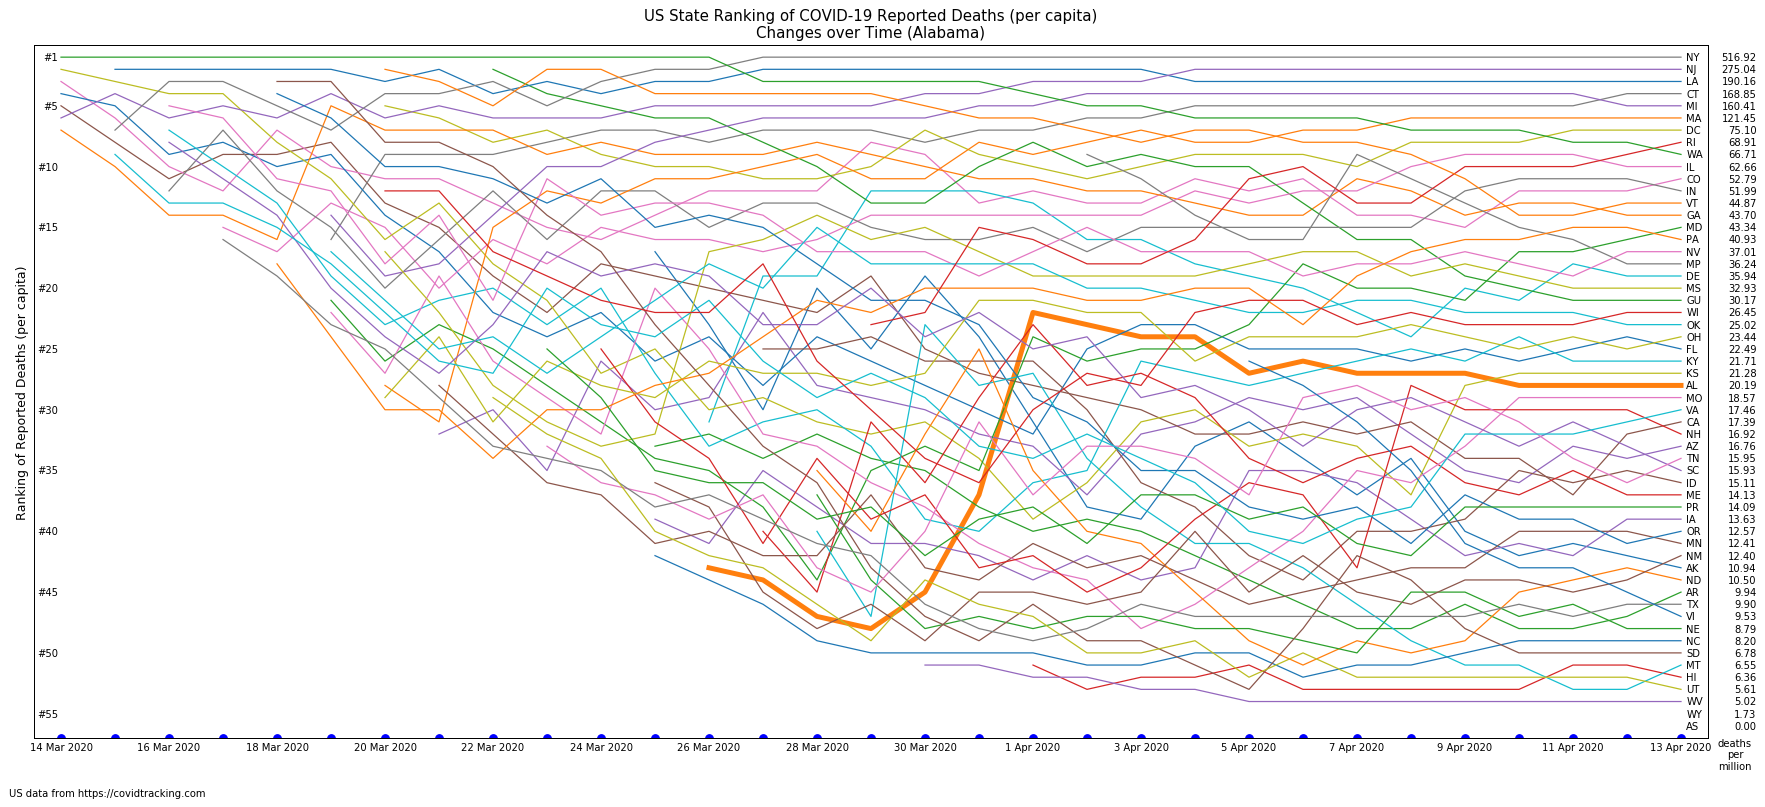 US State Ranking of COVID-19 Reported Deaths (per capita)
Changes over Time (Alabama)
Ranking of Reported Deaths (per capita)
#1
#5
#10
#15
#20
#25
#30
#35
#40
#45
#50
#55
NY 516.92
NJ 275.04
LA 190.16
CT 168.85
MI 160.41
MA 121.45
DC 75.10
RI 68.91
WA 66.71
IL 62.66
CO 52.79
IN 51.99
VT 44.87
GA 43.70
MD 43.34
PA 40.93
NV 37.01
MP 36.24
DE 35.94
MS 32.93
GU 30.17
WI 26.45
OK 25.02
OH 23.44
FL 22.49
KY 21.71
KS 21.28
AL 20.19
MO 18.57
VA 17.46
CA 17.39
NH 16.92
AZ 16.76
TN 15.95
SC 15.93
ID 15.11
ME 14.13
PR 14.09
IA 13.63
OR 12.57
MN 12.41
NM 12.40
AK 10.94
ND 10.50
AR 9.94
TX 9.90
VI 9.53
NE 8.79
NC 8.20
SD 6.78
MT 6.55
HI 6.36
UT 5.61
WV 5.02
WY 1.73
AS 0.00
14 Mar 2020 16 Mar 2020 18 Mar 2020 20 Mar 2020 22 Mar 2020 24 Mar 2020 26 Mar 2020 28 Mar 2020 30 Mar 2020 1 Apr 2020 3 Apr 2020 5 Apr 2020 7 Apr 2020 9 Apr 2020 11 Apr 2020 13 Apr 2020
deaths
per
million
US data from https://covidtracking.com